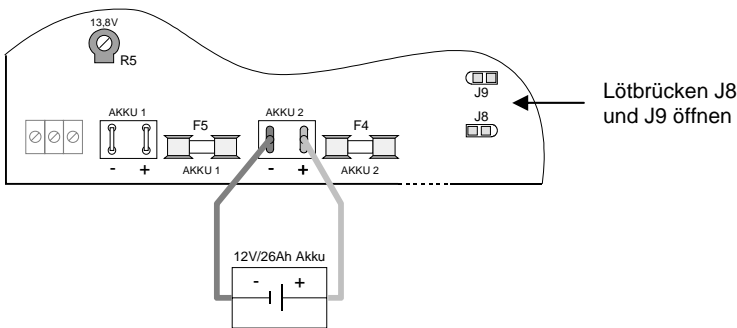 13,8V
R5
J9
Lötbrücken J8
und J9 öffnen
J8
AKKU 1
F5
AKKU 2
F4
- +
AKKU 1
- +
AKKU 2
12V/26Ah Akku
- +